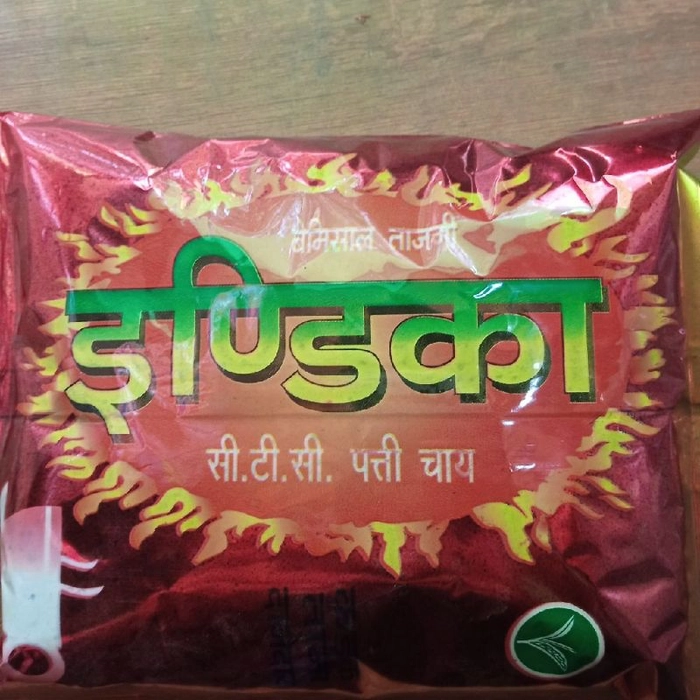 बेमिसाल ताजगी
इण्डिका
सी.टी.सी. पत्ती चाय